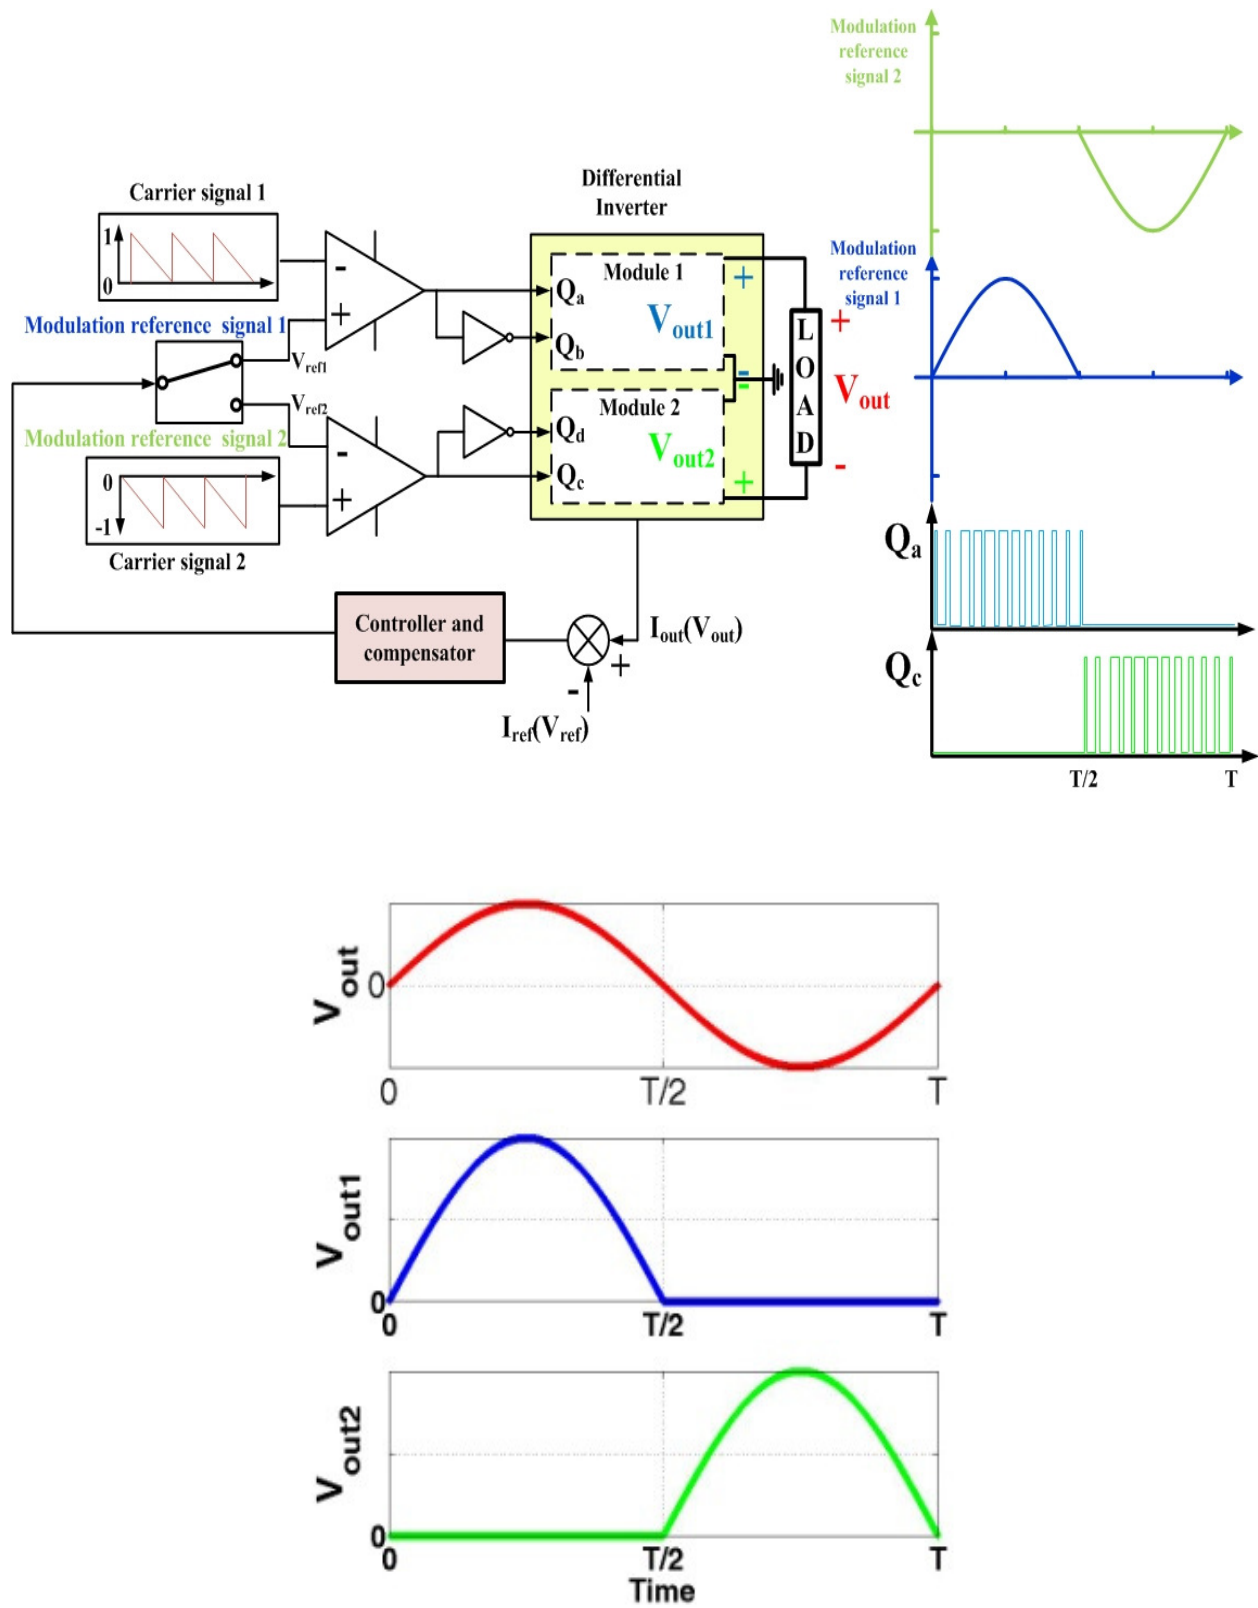 Modulation
reference
signal 2
Differential
Inverter
Carrier signal 1
1
0
-
+
Modulation reference signal 1
Vref1
Vref2
Modulation reference signal 2
0
-1
-
+
Carrier signal 2
Module 1
Qa
Vout1
Qb
+
-
-
Module 2
Qd
Vout2
Qc
+
LOAD
+
Vout
-
Modulation
reference
signal 1
Controller and
compensator
Iout(Vout)
+
-
Iref(Vref)
Qa
Qc
T/2 T
Vout
0
0 T/2 T
Vout1
0
0 T/2 T
Vout2
0
0 T/2 T
Time